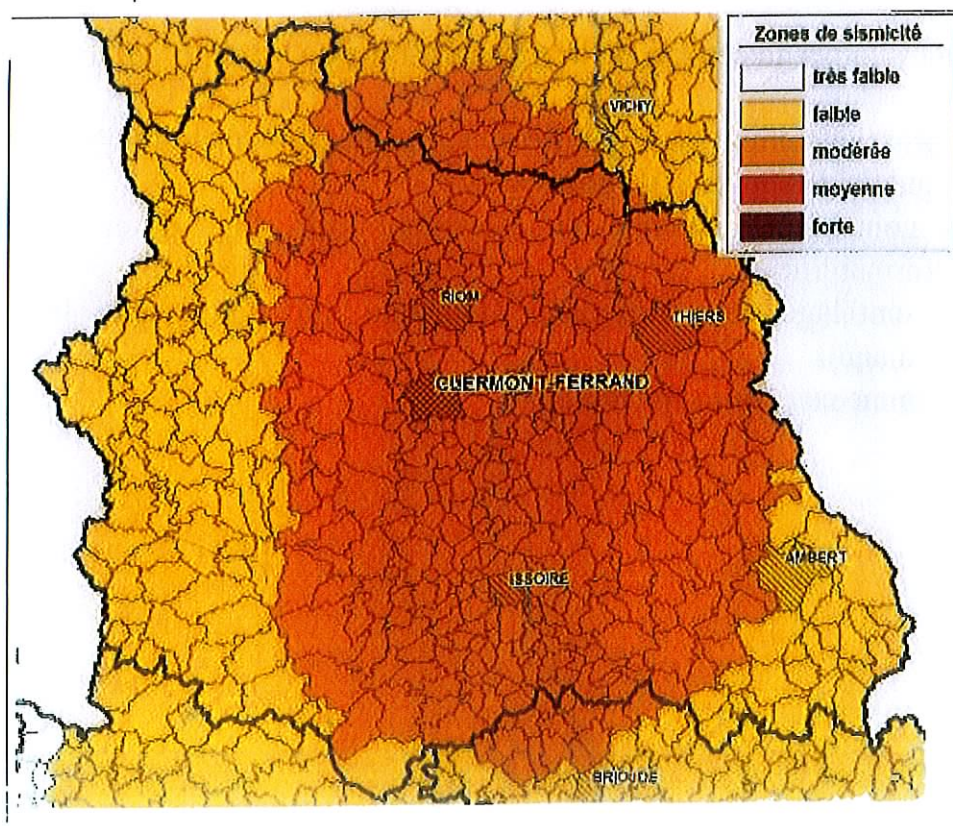 Zones de sismicité
très faible
faible
modérée
moyenne
forte
VICHY
RIOM
THIERS
CLERMONT-FERRAND
AMBERT
ISSOIRE
BRIOUDE